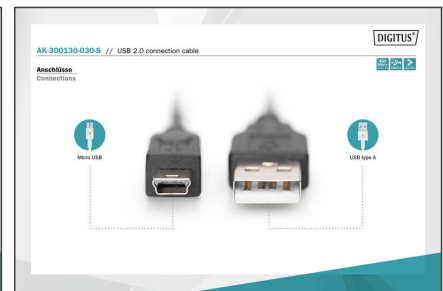 DIGITUS®
AK-300130-030-S // USB 2.0 connection cable
Anschlüsse
Connections
Micro USB
USB type A